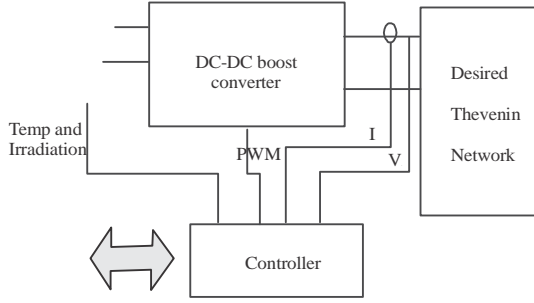 DC-DC boost
converter
Desired
Thevenin
Network
Temp and
Irradiation
PWM
I
V
Controller